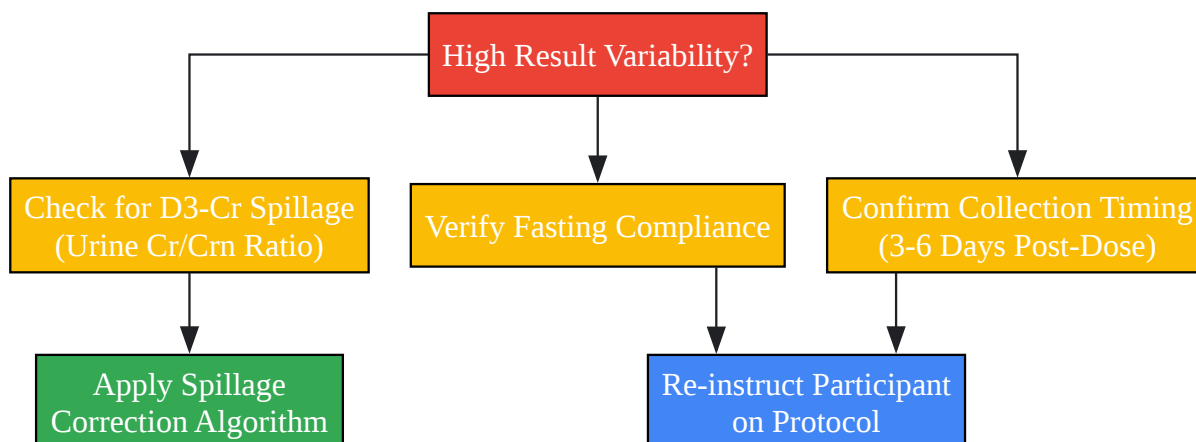 High Result Variability?
Check for D3-Cr Spillage
(Urine Cr/Crn Ratio)
Verify Fasting Compliance
Confirm Collection Timing
(3-6 Days Post-Dose)
Apply Spillage
Correction Algorithm
Re-instruct Participant
on Protocol